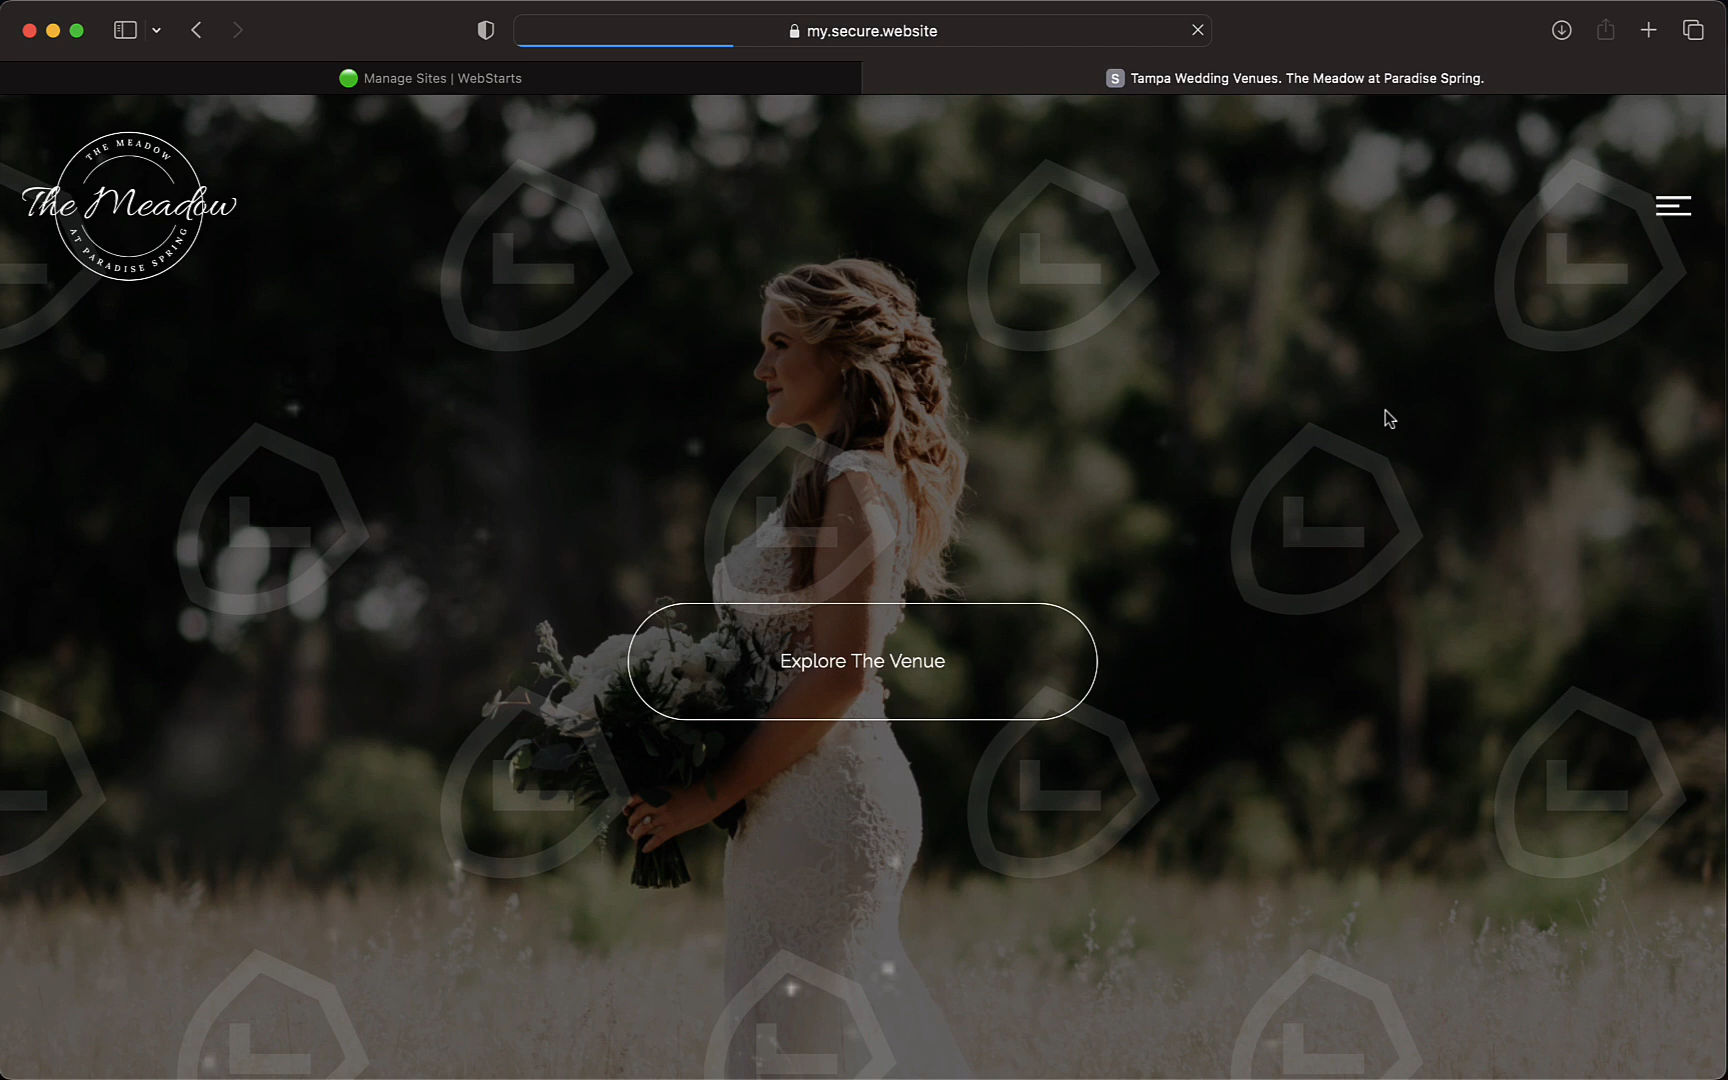 my.secure.website
Manage Sites | WebStarts
S Tampa Wedding Venues. The Meadow at Paradise Spring.
THE MEADOW
The Meadow
AT PARADISE SPRING
Explore The Venue